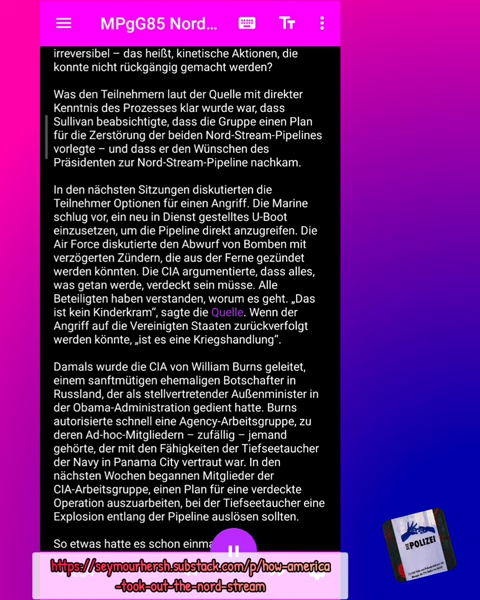 MPgG85 Nord...
irreversibel – das heißt, kinetische Aktionen, die
konnte nicht rückgängig gemacht werden?
Was den Teilnehmern laut der Quelle mit direkter
Kenntnis des Prozesses klar wurde war, dass
Sullivan beabsichtigte, dass die Gruppe einen Plan
für die Zerstörung der beiden Nord-Stream-Pipelines
vorlegte – und dass er den Wünschen des
Präsidenten zur Nord-Stream-Pipeline nachkam.
In den nächsten Sitzungen diskutierten die
Teilnehmer Optionen für einen Angriff. Die Marine
schlug vor, ein neu in Dienst gestelltes U-Boot
einzusetzen, um die Pipeline direkt anzugreifen. Die
Air Force diskutierte den Abwurf von Bomben mit
verzögerten Zündern, die aus der Ferne gezündet
werden könnten. Die CIA argumentierte, dass alles,
was getan werde, verdeckt sein müsse. Alle
Beteiligten haben verstanden, worum es geht. „Das
ist kein Kinderkram“, sagte die Quelle. Wenn der
Angriff auf die Vereinigten Staaten zurückverfolgt
werden könnte, „ist es eine Kriegshandlung“.
Damals wurde die CIA von William Burns geleitet,
einem sanftmütigen ehemaligen Botschafter in
Russland, der als stellvertretender Außenminister in
der Obama-Administration gedient hatte. Burns
autorisierte schnell eine Agency-Arbeitsgruppe, zu
deren Ad-hoc-Mitgliedern – zufällig – jemand
gehörte, der mit den Fähigkeiten der Tiefseetaucher
der Navy in Panama City vertraut war. In den
nächsten Wochen begannen Mitglieder der
CIA-Arbeitsgruppe, einen Plan für eine verdeckte
Operation auszuarbeiten, bei der Tiefseetaucher eine
Explosion entlang der Pipeline auslösen sollten.
So etwas hatte es schon einma
https://seymourhersh.substack.com/p/how-america
-took-out-the-nord-stream
POLIZEI